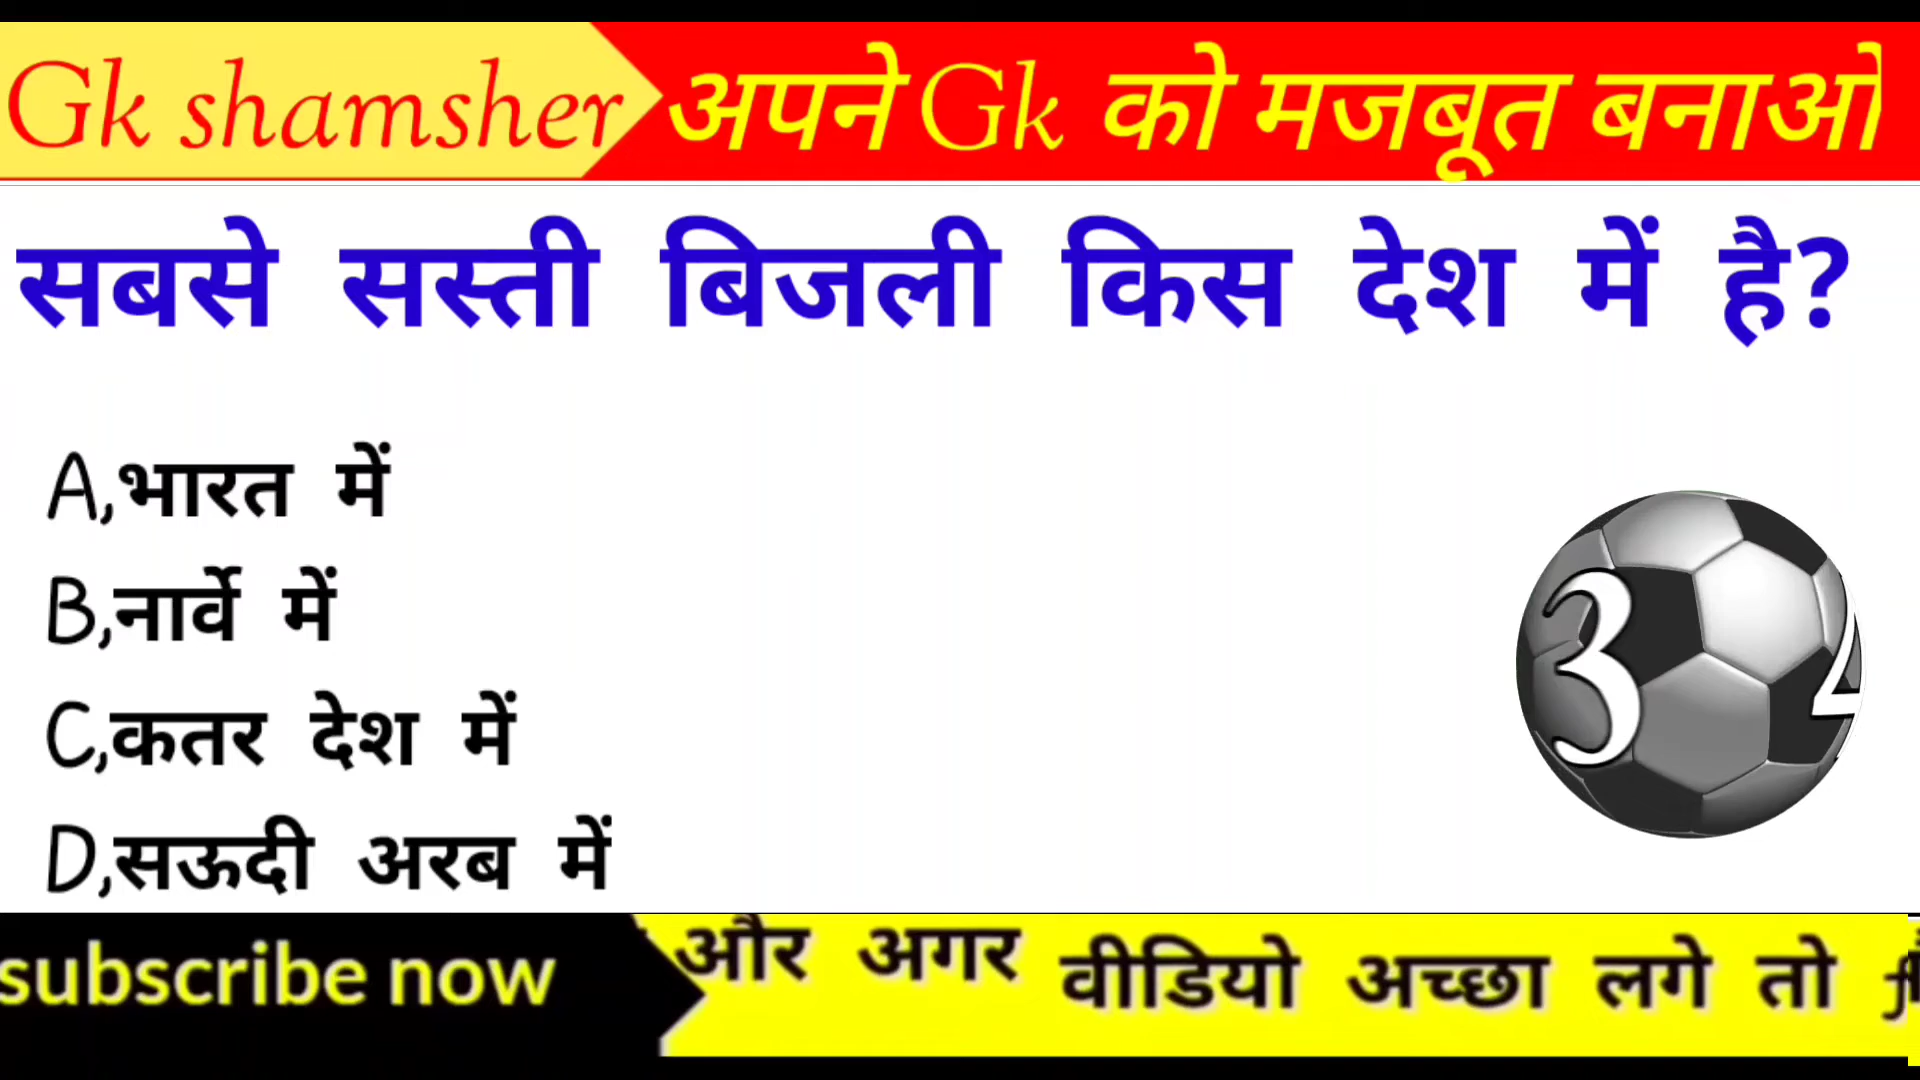 Gk shamsher अपने Gk को मजबूत बनाओ
सबसे सस्ती बिजली किस देश में है?
A,भारत में
B,नार्वे में
C,कतर देश में
D,सऊदी अरब में
3
subscribe now और अगर वीडियो अच्छा लगे तो